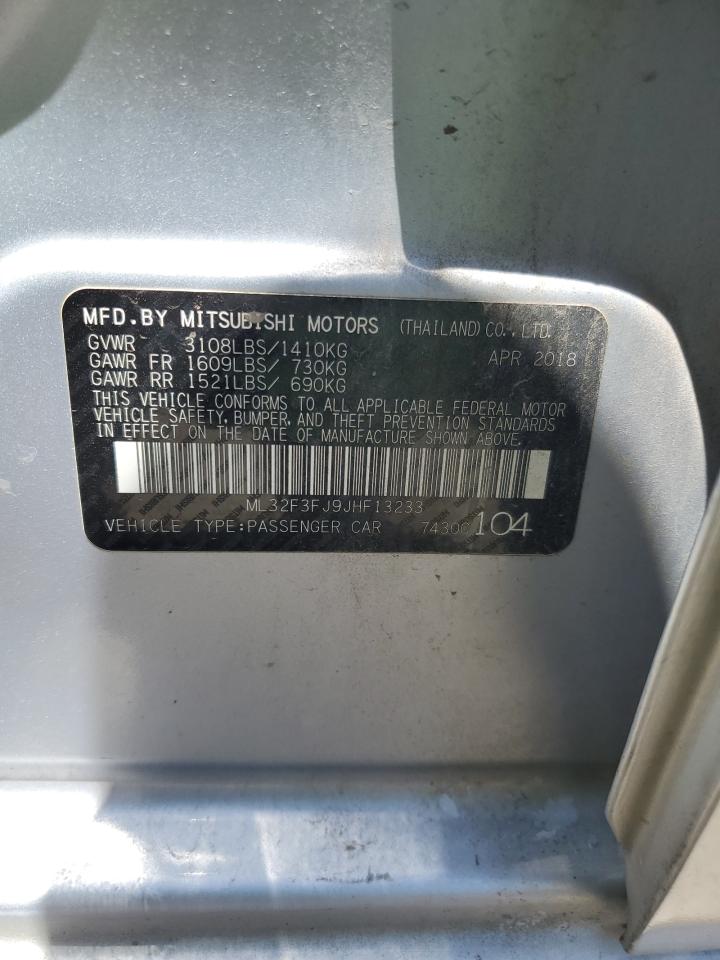 MFD.BY MITSUBISHI MOTORS (THAILAND) CO., LTD.
GVWR 3108LBS/1410KG APR 2018
GAWR FR 1609LBS/ 730KG
GAWR RR 1521LBS/ 690KG
THIS VEHICLE CONFORMS TO ALL APPLICABLE FEDERAL MOTOR
VEHICLE SAFETY, BUMPER, AND THEFT PREVENTION STANDARDS
IN EFFECT ON THE DATE OF MANUFACTURE SHOWN ABOVE.
ML32F3FJ9JHF13233
VEHICLE TYPE:PASSENGER CAR 7430C104